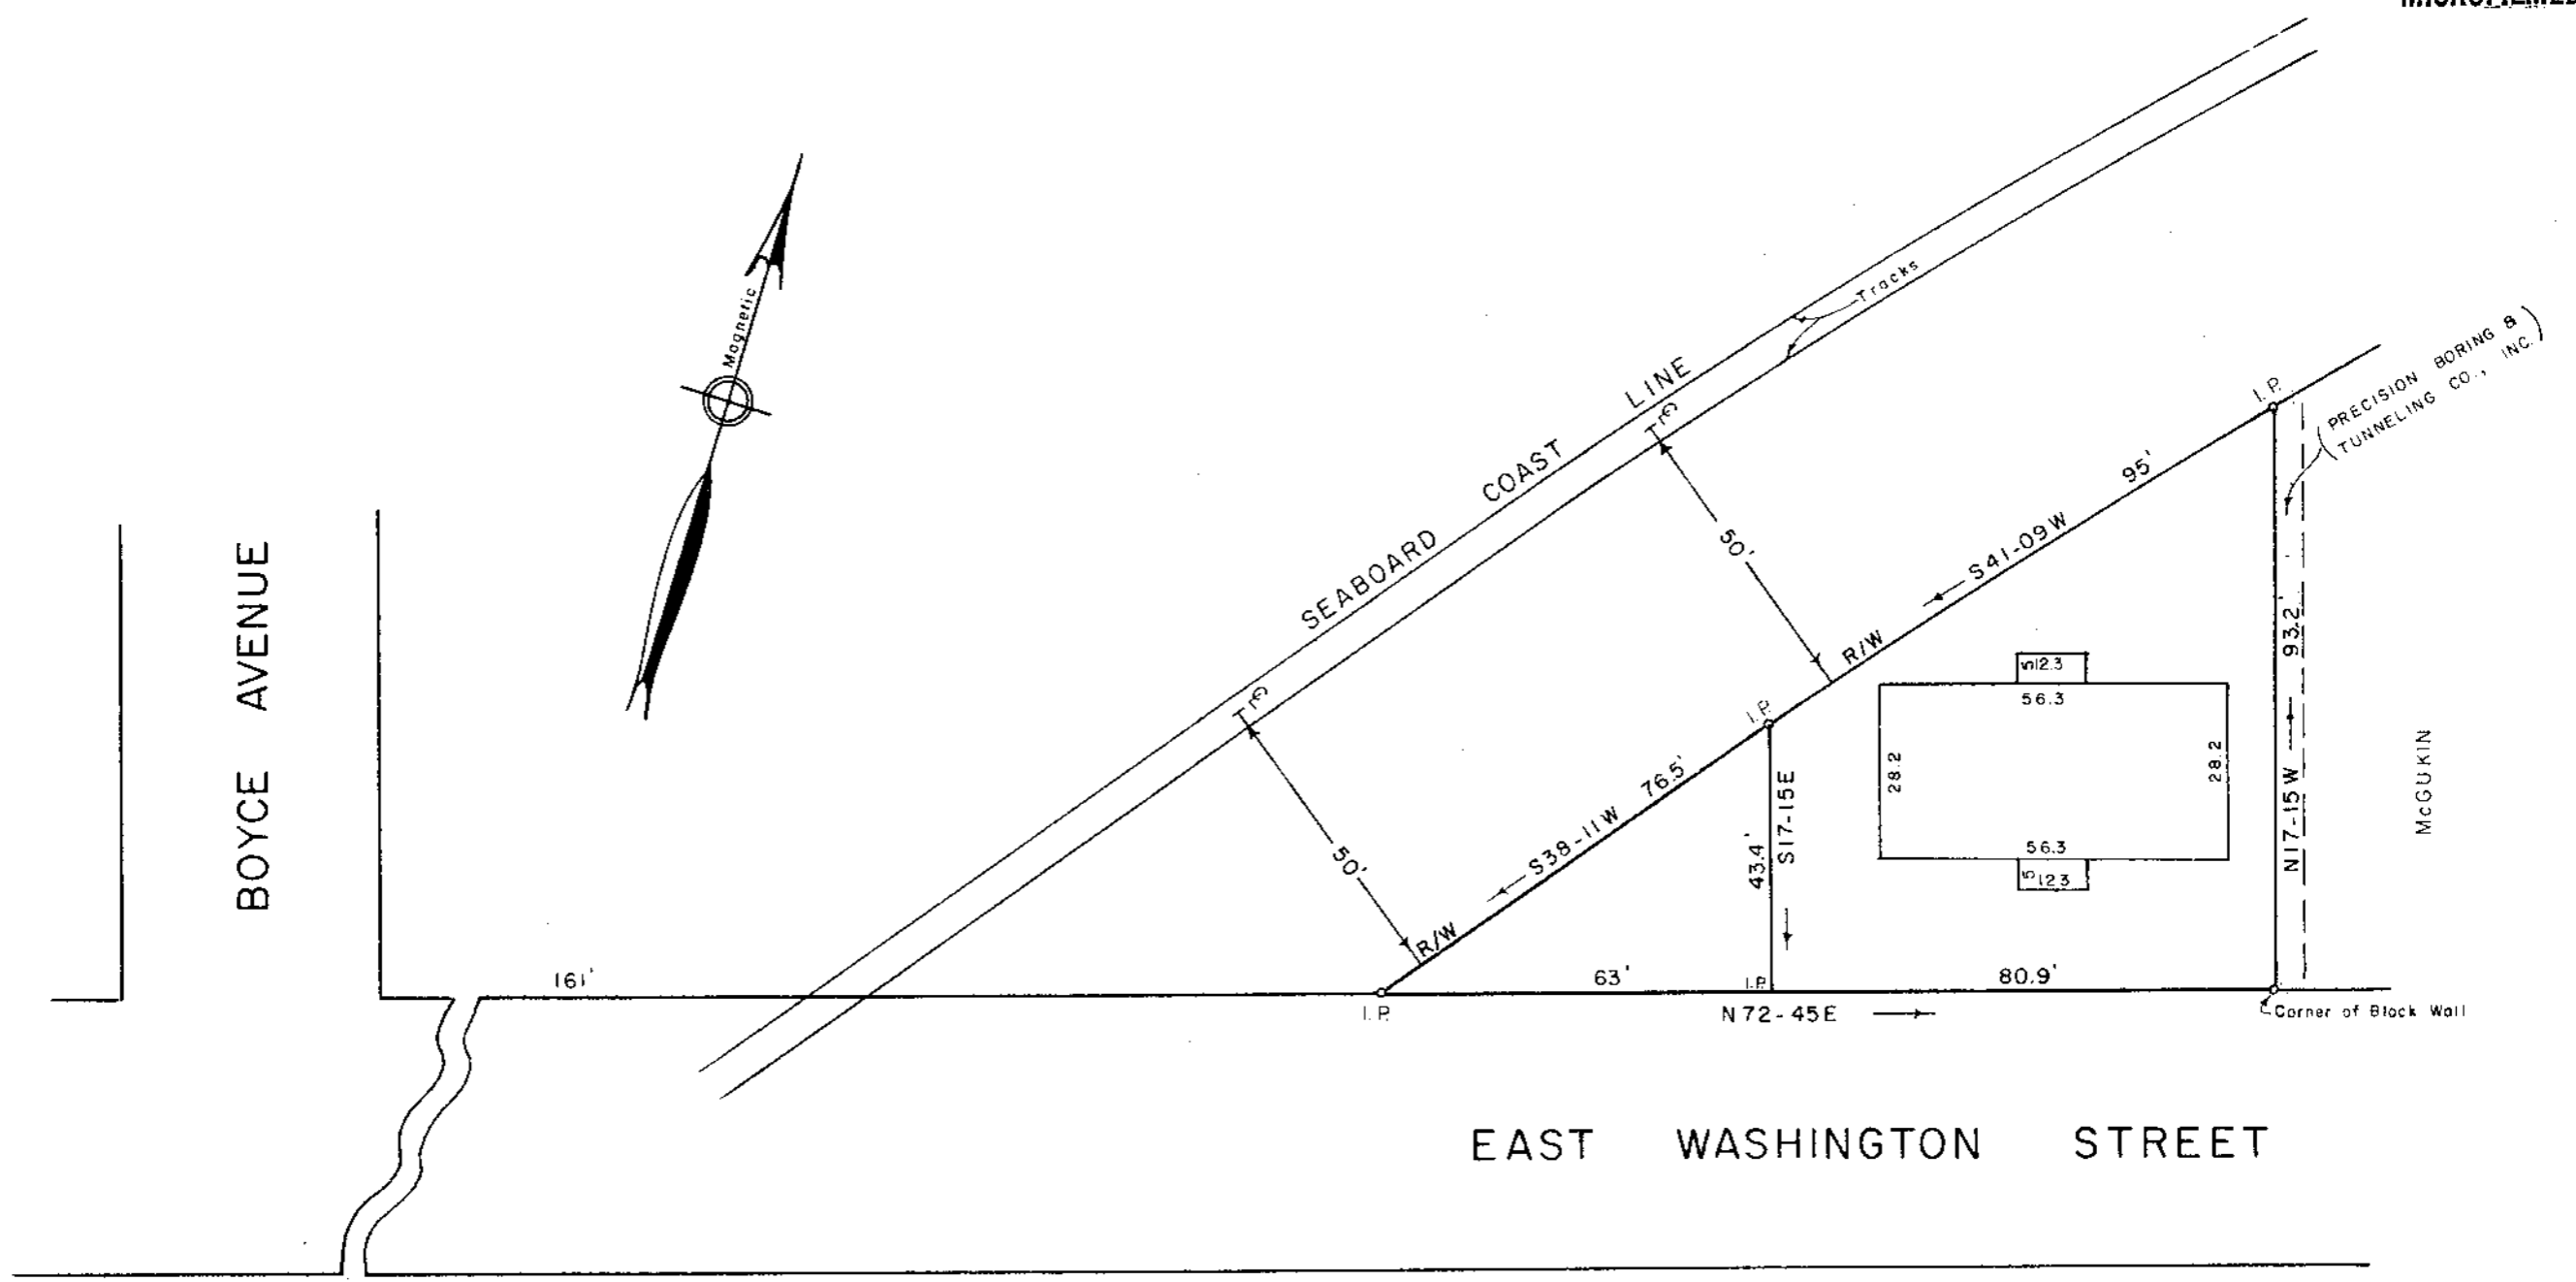 Magnetic
BOYCE AVENUE
SEABOARD COAST LINE
Tracks
50'
50'
I.P.
(PRECISION BORING &
TUNNELING CO., INC.)
95'
S41-09W
R/W
I.P.
76.5'
S38-11W
R/W
43.4'
S17-15E
5 12.3
56.3
28.2
28.2
56.3
5 12.3
93.2'
N17-15W
McGUKIN
161'
63'
I.P.
80.9'
I.P.
N72-45E
Corner of Block Wall
EAST WASHINGTON STREET